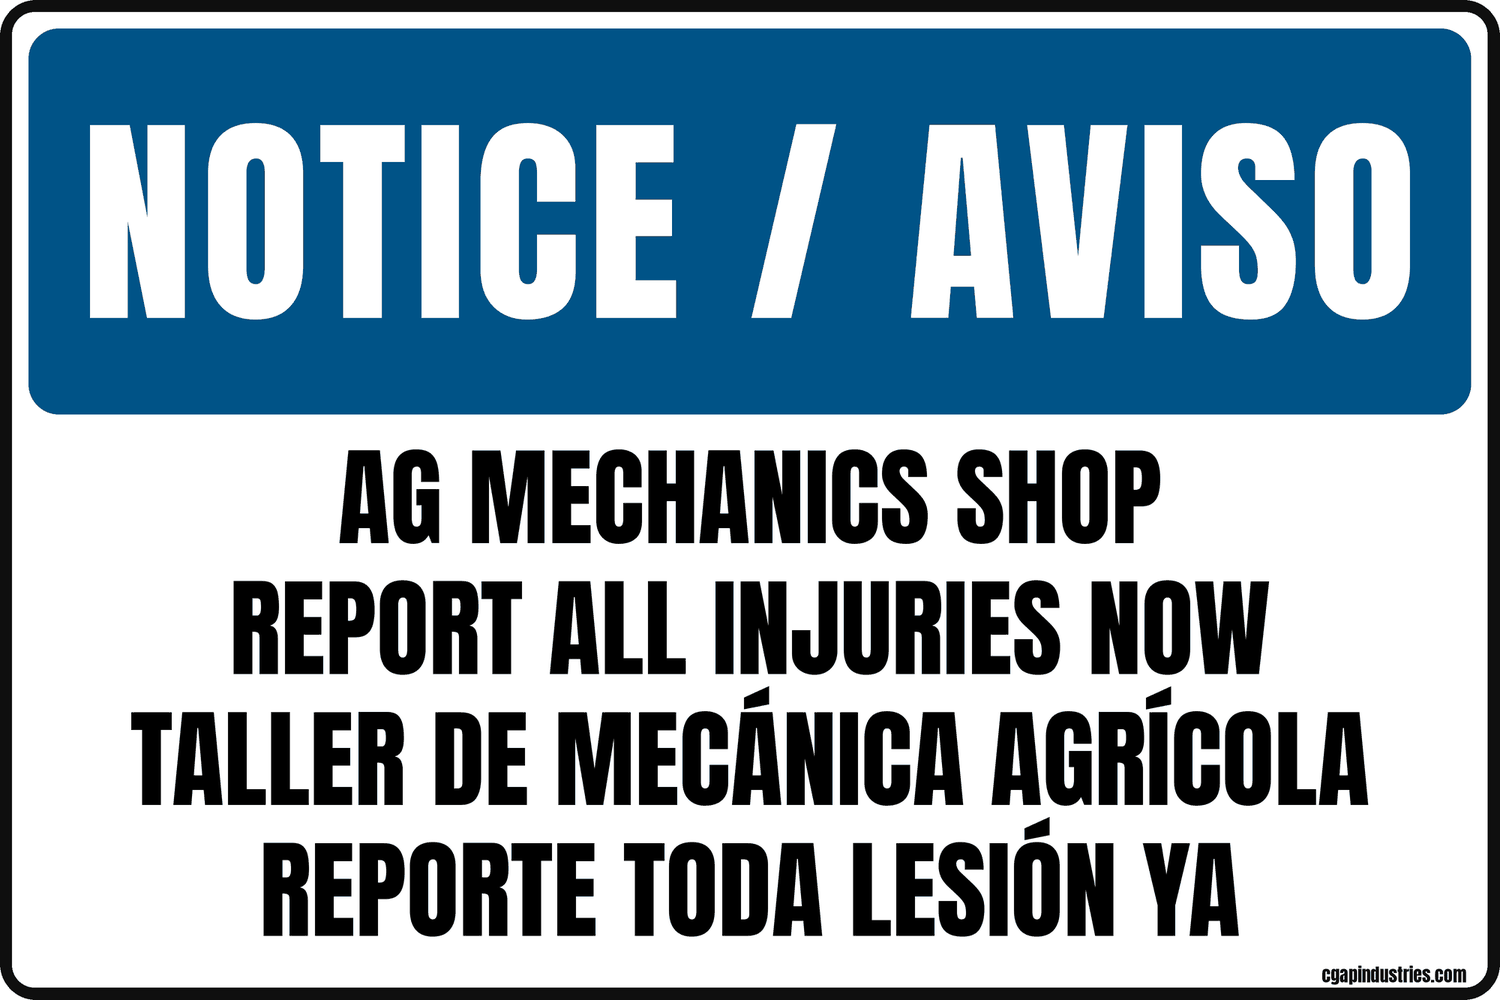 NOTICE / AVISO
AG MECHANICS SHOP
REPORT ALL INJURIES NOW
TALLER DE MECÁNICA AGRÍCOLA
REPORTE TODA LESIÓN YA
cgapindustries.com